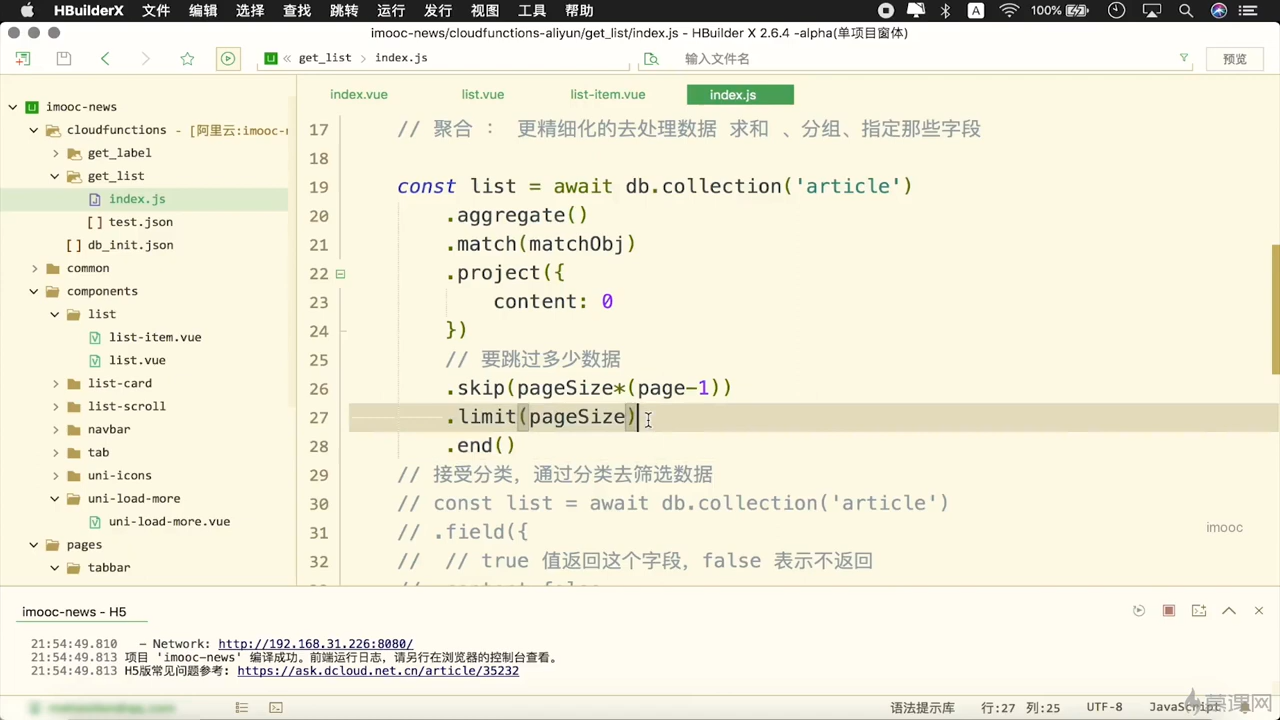 HBuilderX 文件 编辑 选择 查找 跳转 运行 发行 视图 工具 帮助 A 100%
imooc-news/cloudfunctions-aliyun/get_list/index.js - HBuilder X 2.6.4 -alpha(单项目窗体)
get_list index.js 输入文件名 预览
index.vue list.vue list-item.vue index.js
imooc-news
cloudfunctions - [阿里云:imooc-
get_label
get_list
index.js
[ ] test.json
[ ] db_init.json
common
components
list
list-item.vue
list.vue
list-card
list-scroll
navbar
tab
uni-icons
uni-load-more
uni-load-more.vue
pages
tabbar
17 // 聚合 : 更精细化的去处理数据 求和 、分组、指定那些字段
18
19 const list = await db.collection('article')
20 .aggregate()
21 .match(matchObj)
22 .project({
23 content: 0
24 })
25 // 要跳过多少数据
26 .skip(pageSize*(page-1))
27 .limit(pageSize)
28 .end()
29 // 接受分类，通过分类去筛选数据
30 // const list = await db.collection('article')
31 // .field({
32 // // true 值返回这个字段，false 表示不返回
imooc
imooc-news - H5
21:54:49.810 - Network: http://192.168.31.226:8080/
21:54:49.813 项目 'imooc-news' 编译成功。前端运行日志，请另行在浏览器的控制台查看。
21:54:49.813 H5版常见问题参考: https://ask.dcloud.net.cn/article/35232
语法提示库 行:27 列:25 UTF-8 JavaScript
慕课网